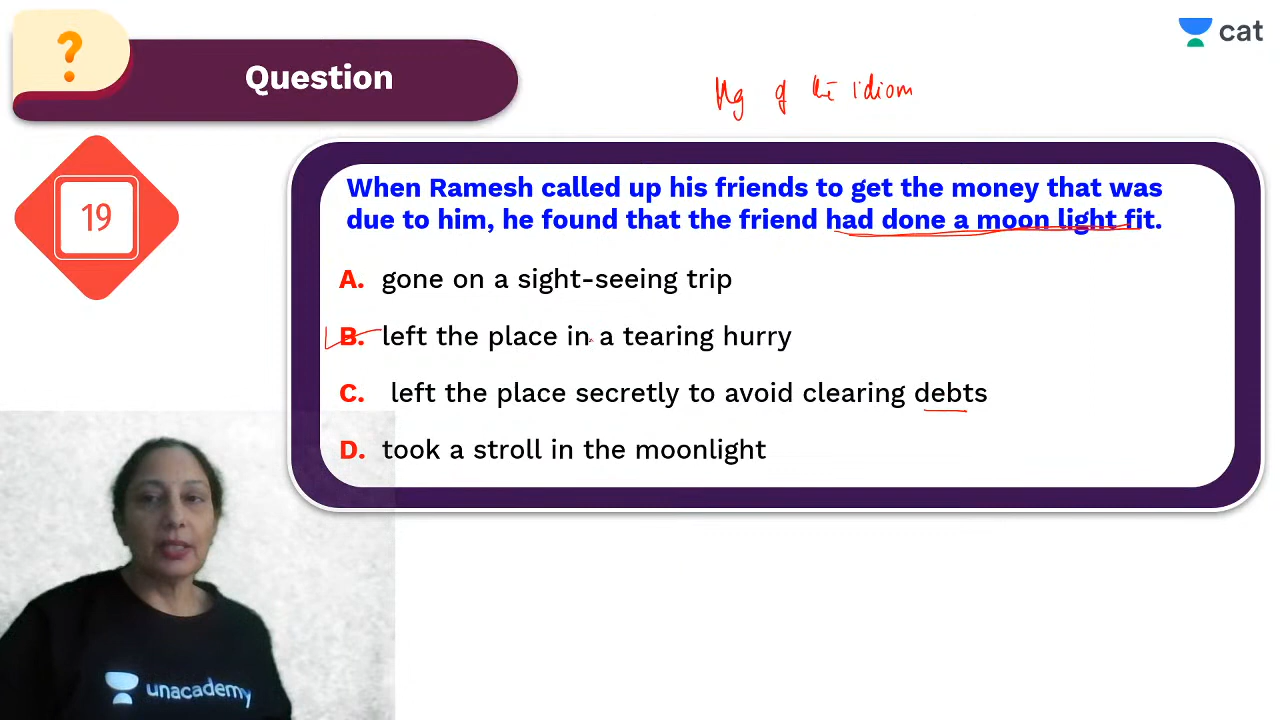 ?
Question
cat
Mg of the idiom
19
When Ramesh called up his friends to get the money that was
due to him, he found that the friend had done a moon light fit.
A. gone on a sight-seeing trip
B. left the place in a tearing hurry
C. left the place secretly to avoid clearing debts
D. took a stroll in the moonlight
unacademy